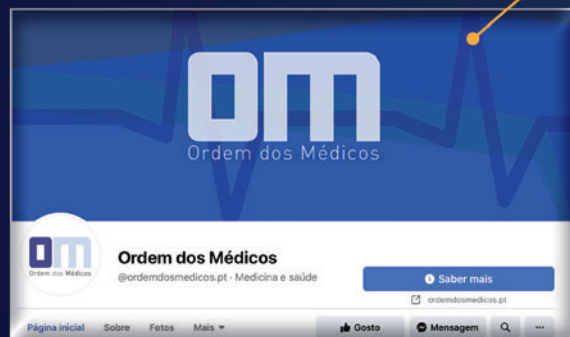 om
Ordem dos Médicos
om
Ordem dos Médicos
Ordem dos Médicos
@ordemdosmedicos.pt · Medicina e saúde
Saber mais
ordemdosmedicos.pt
Página inicial Sobre Fotos Mais
Gosto Mensagem